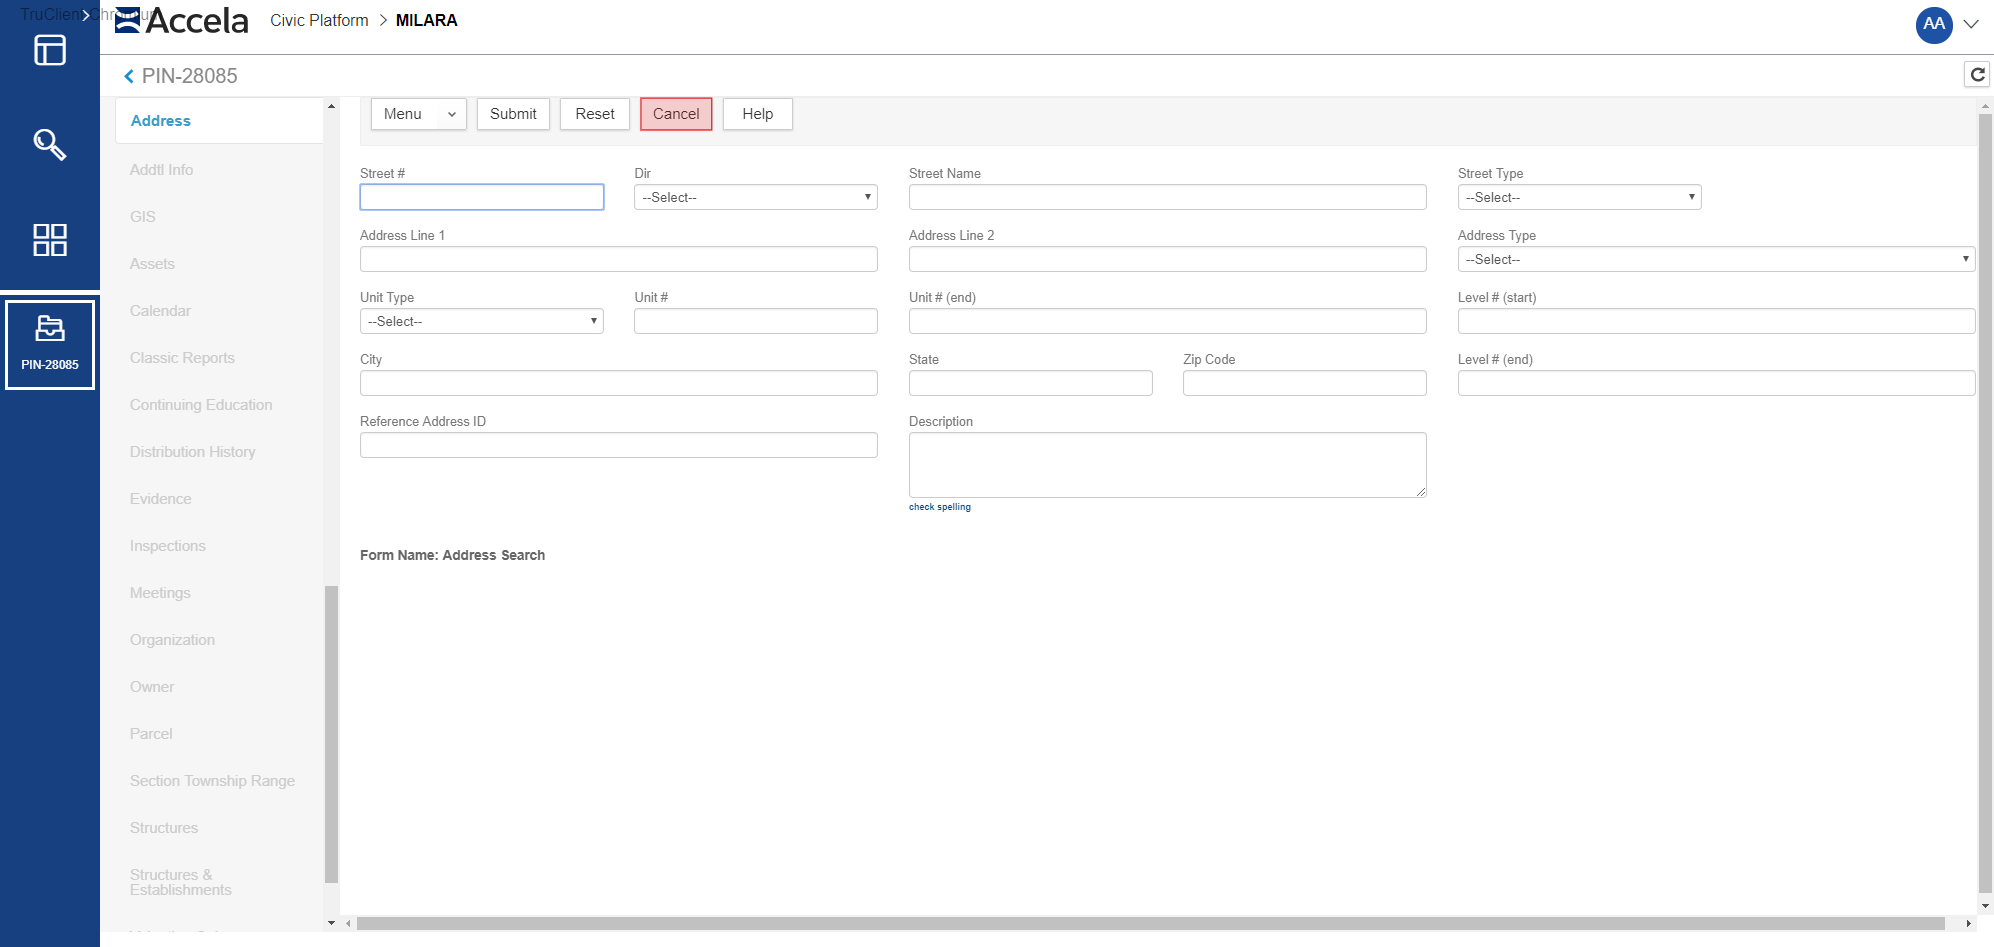 TruClient Chromium
Accela
Civic Platform > MILARA
AA
PIN-28085
PIN-28085
Address
Addtl Info
GIS
Assets
Calendar
Classic Reports
Continuing Education
Distribution History
Evidence
Inspections
Meetings
Organization
Owner
Parcel
Section Township Range
Structures
Structures &
Establishments
Menu Submit Reset Cancel Help
Street # Dir Street Name Street Type
--Select-- --Select--
Address Line 1 Address Line 2 Address Type
--Select--
Unit Type Unit # Unit # (end) Level # (start)
--Select--
City State Zip Code Level # (end)
Reference Address ID Description
check spelling
Form Name: Address Search